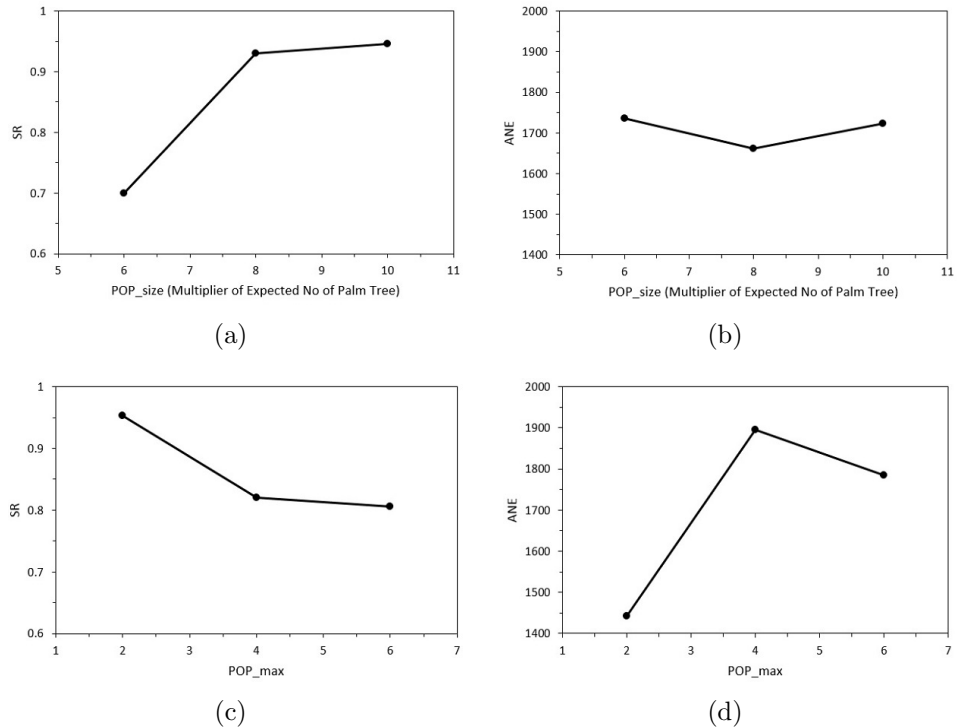 1
0.9
0.8
0.7
0.6
SR
5 6 7 8 9 10 11
POP_size (Multiplier of Expected No of Palm Tree)
(a)
2000
1900
1800
1700
1600
1500
1400
ANE
5 6 7 8 9 10 11
POP_size (Multiplier of Expected No of Palm Tree)
(b)
1
0.9
0.8
0.7
0.6
SR
1 2 3 4 5 6 7
POP_max
(c)
2000
1900
1800
1700
1600
1500
1400
ANE
1 2 3 4 5 6 7
POP_max
(d)